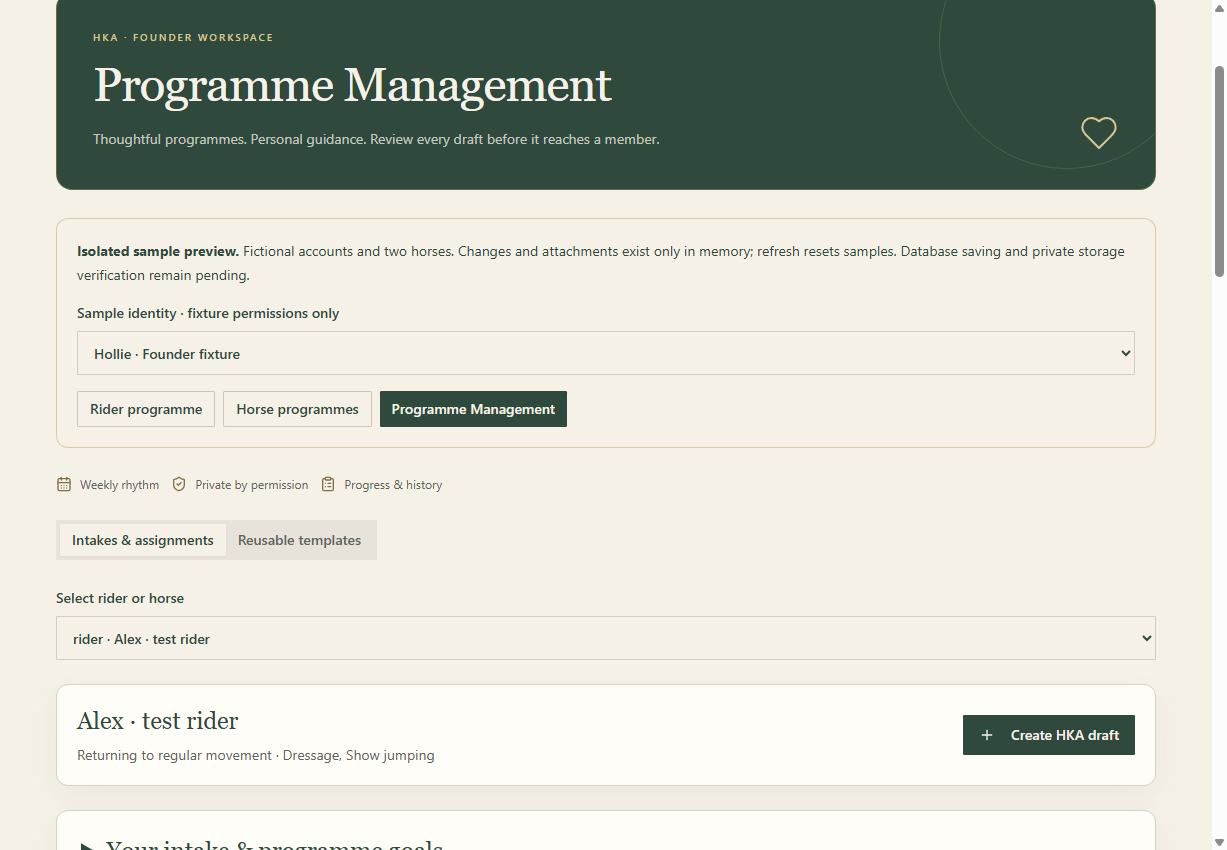 HKA · FOUNDER WORKSPACE
Programme Management
Thoughtful programmes. Personal guidance. Review every draft before it reaches a member.
Isolated sample preview. Fictional accounts and two horses. Changes and attachments exist only in memory; refresh resets samples. Database saving and private storage
verification remain pending.
Sample identity · fixture permissions only
Hollie · Founder fixture
Rider programme
Horse programmes
Programme Management
Weekly rhythm
Private by permission
Progress & history
Intakes & assignments
Reusable templates
Select rider or horse
rider · Alex · test rider
Alex · test rider
Returning to regular movement · Dressage, Show jumping
Create HKA draft
Your intake & programme goals